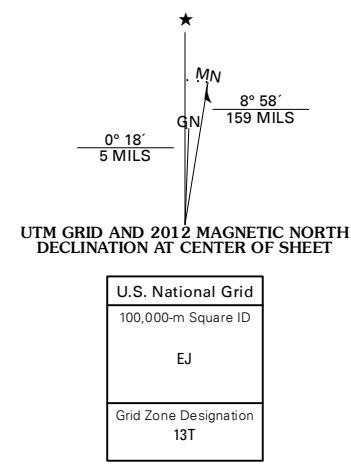 ★
MN
8° 58´
159 MILS
GN
0° 18´
5 MILS
UTM GRID AND 2012 MAGNETIC NORTH
DECLINATION AT CENTER OF SHEET
U.S. National Grid
100,000-m Square ID
EJ
Grid Zone Designation
13T